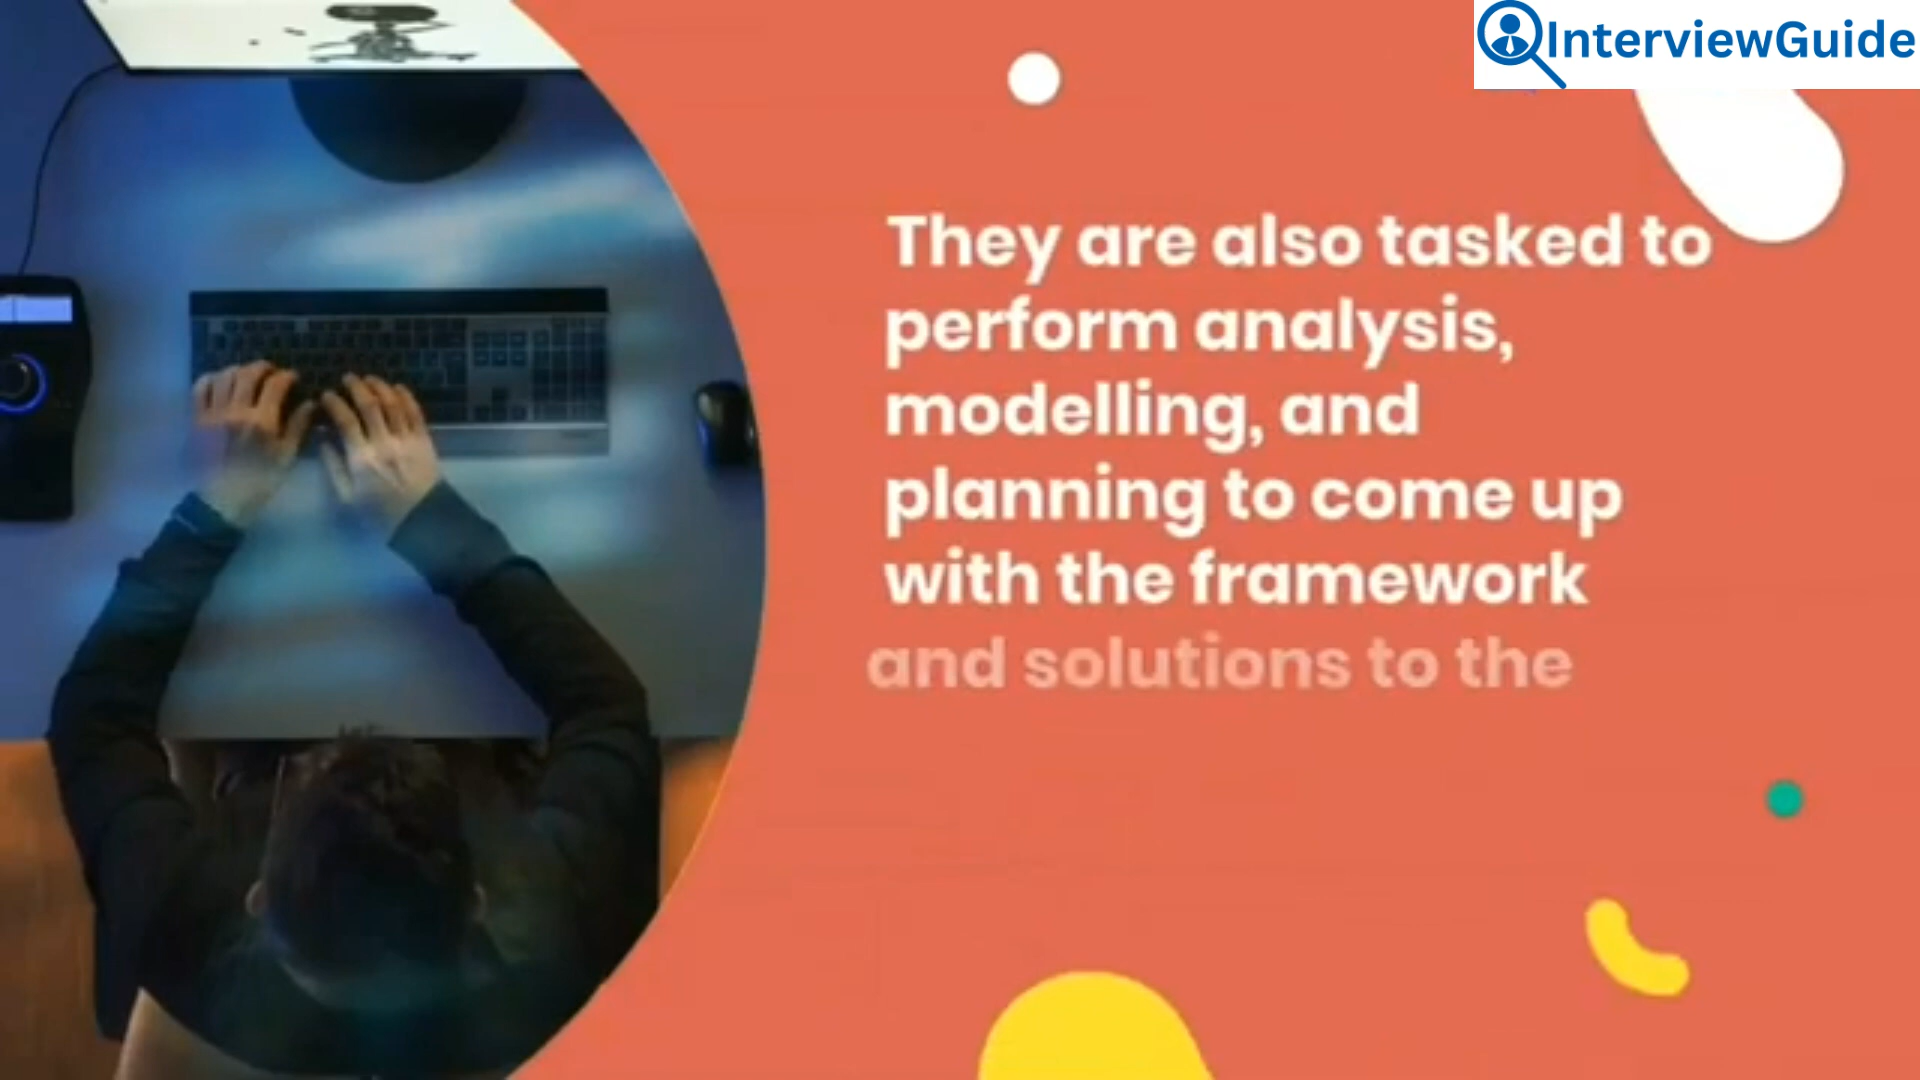 InterviewGuide
They are also tasked to
perform analysis,
modelling, and
planning to come up
with the framework
and solutions to the